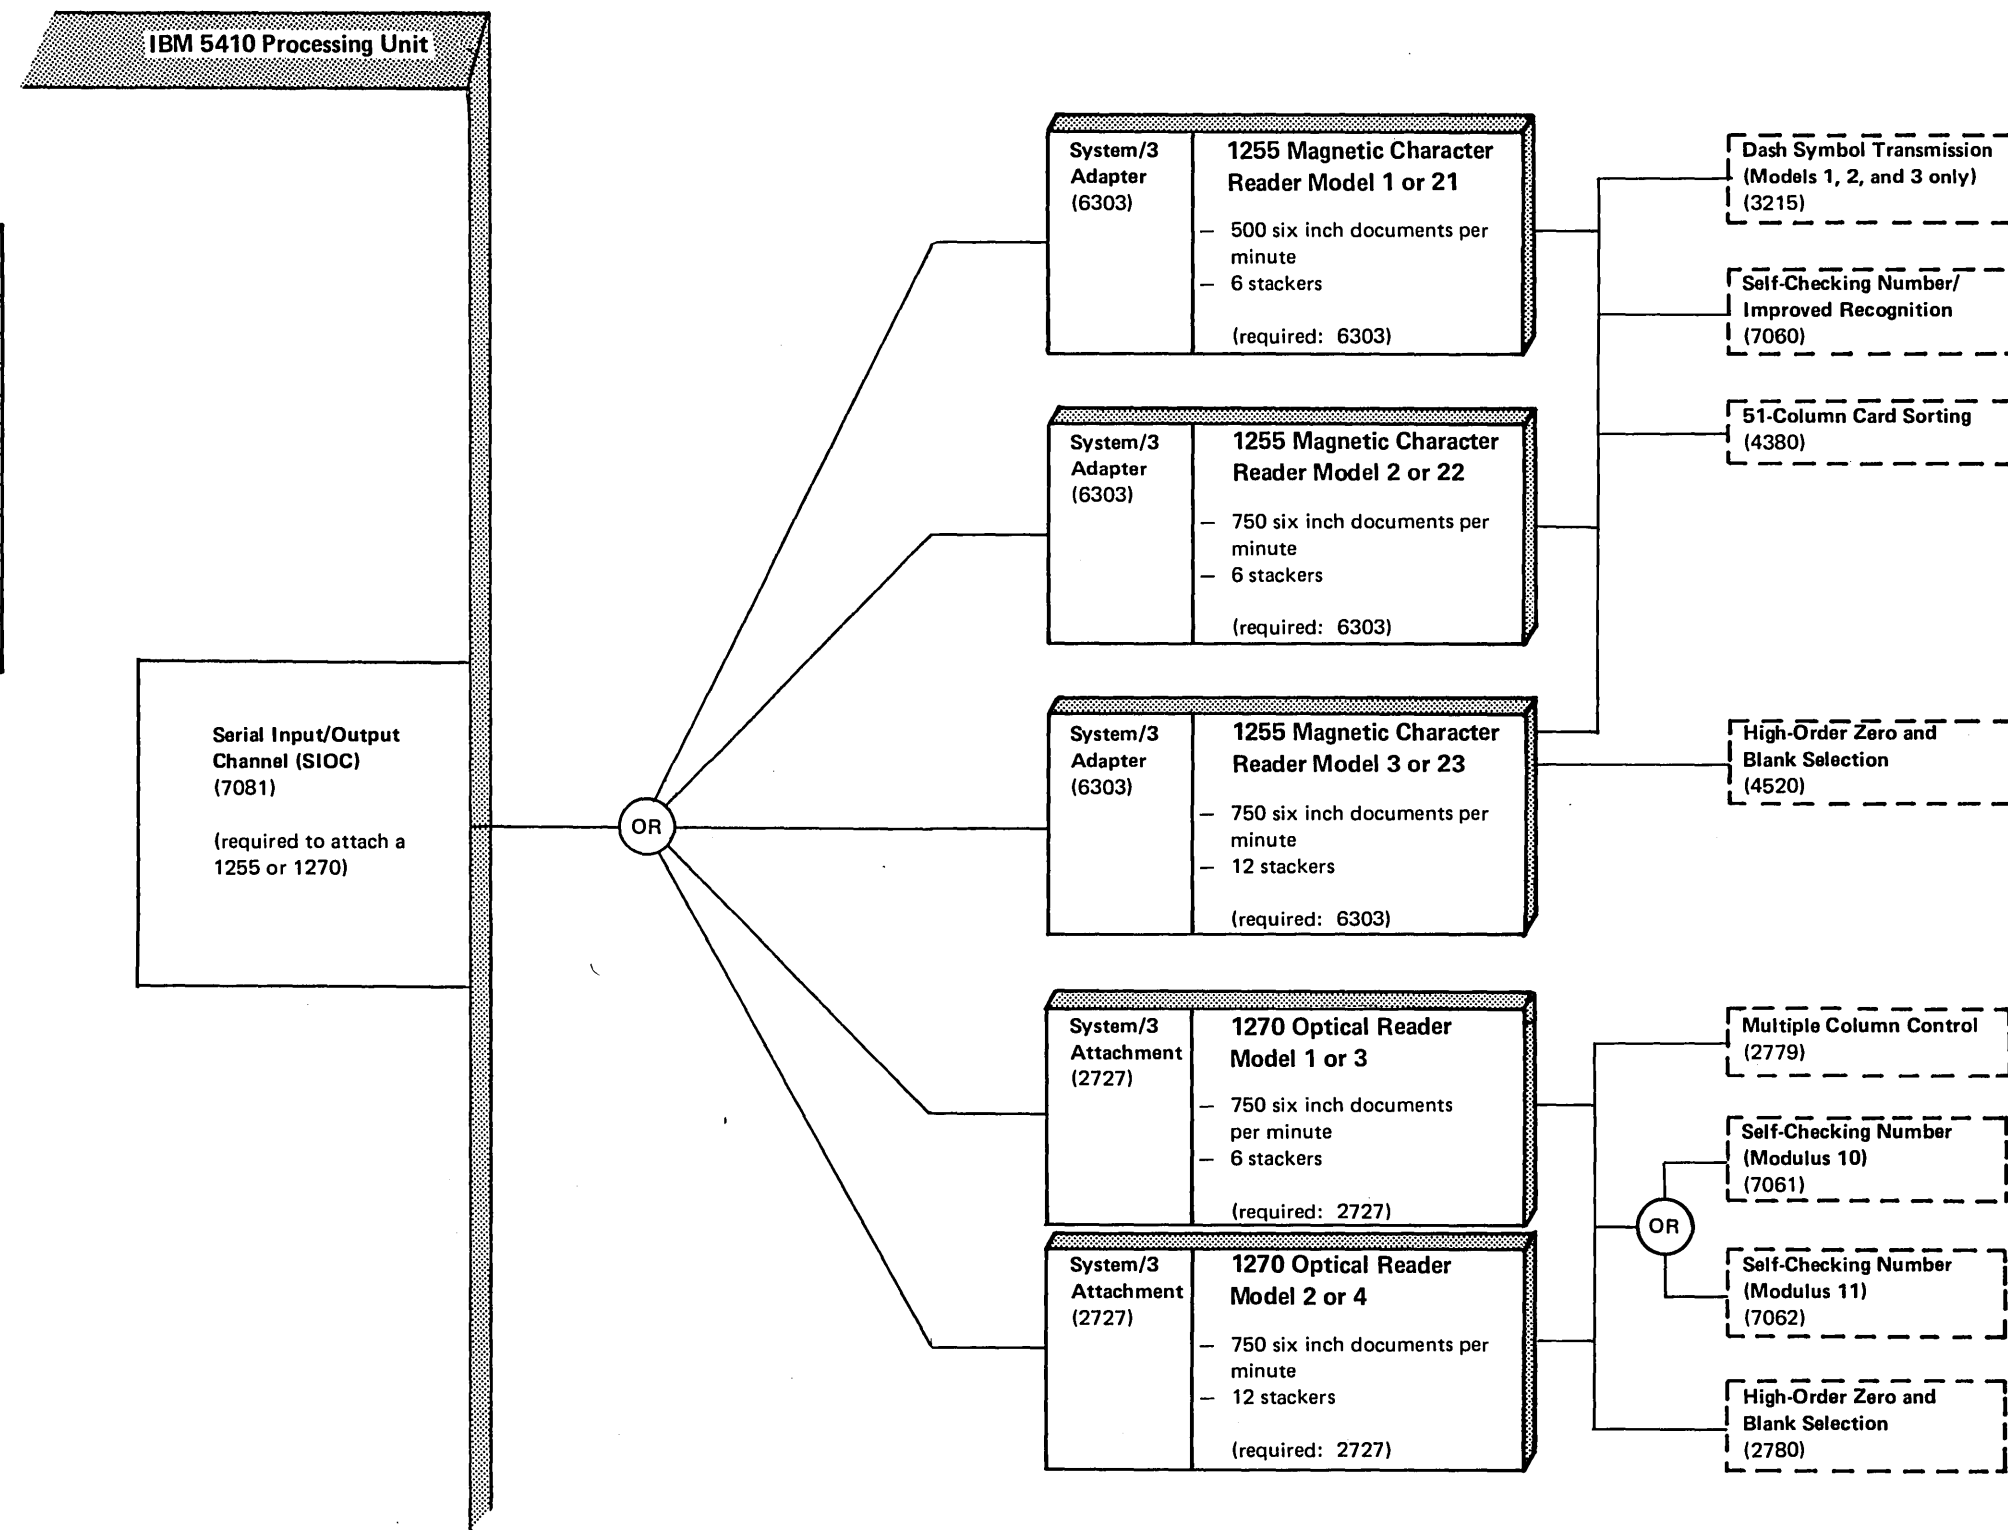 IBM 5410 Processing Unit
Serial Input/Output
Channel (SIOC)
(7081)
(required to attach a
1255 or 1270)
OR
System/3
Adapter
(6303)
1255 Magnetic Character
Reader Model 1 or 21
— 500 six inch documents per
minute
— 6 stackers
(required: 6303)
System/3
Adapter
(6303)
1255 Magnetic Character
Reader Model 2 or 22
— 750 six inch documents per
minute
— 6 stackers
(required: 6303)
System/3
Adapter
(6303)
1255 Magnetic Character
Reader Model 3 or 23
— 750 six inch documents per
minute
— 12 stackers
(required: 6303)
System/3
Attachment
(2727)
1270 Optical Reader
Model 1 or 3
— 750 six inch documents
per minute
— 6 stackers
(required: 2727)
System/3
Attachment
(2727)
1270 Optical Reader
Model 2 or 4
— 750 six inch documents per
minute
— 12 stackers
(required: 2727)
Dash Symbol Transmission
(Models 1, 2, and 3 only)
(3215)
Self-Checking Number/
Improved Recognition
(7060)
51-Column Card Sorting
(4380)
High-Order Zero and
Blank Selection
(4520)
Multiple Column Control
(2779)
Self-Checking Number
(Modulus 10)
(7061)
OR
Self-Checking Number
(Modulus 11)
(7062)
High-Order Zero and
Blank Selection
(2780)